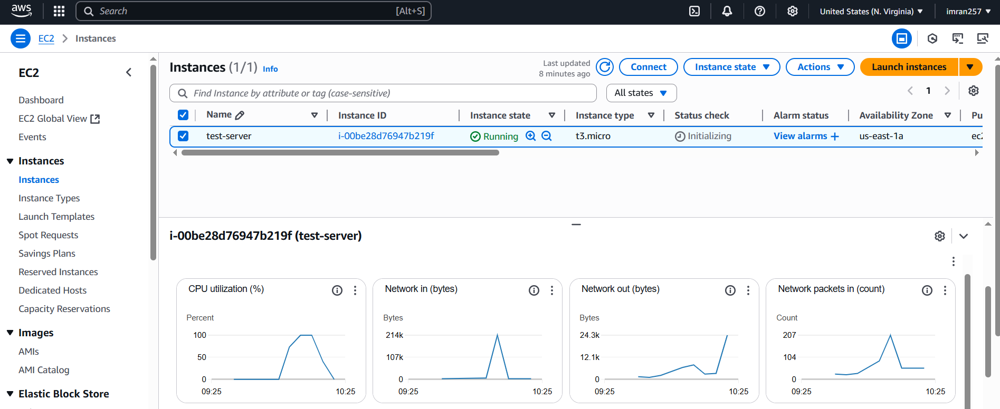 aws
Search [Alt+S]
United States (N. Virginia)
imran257
EC2 Instances
EC2
Dashboard
EC2 Global View
Events
Instances
Instances
Instance Types
Launch Templates
Spot Requests
Savings Plans
Reserved Instances
Dedicated Hosts
Capacity Reservations
Images
AMIs
AMI Catalog
Elastic Block Store
Instances (1/1) Info
Last updated
8 minutes ago
Connect
Instance state
Actions
Launch instances
Find Instance by attribute or tag (case-sensitive)
All states
1
Name Instance ID Instance state Instance type Status check Alarm status Availability Zone Pu
test-server i-00be28d76947b219f Running t3.micro Initializing View alarms + us-east-1a ec2
i-00be28d76947b219f (test-server)
CPU utilization (%)
Percent
100
50
0
09:25 10:25
Network in (bytes)
Bytes
214k
107k
0
09:25 10:25
Network out (bytes)
Bytes
24.3k
12.1k
0
09:25 10:25
Network packets in (count)
Count
207
104
0
09:25 10:25